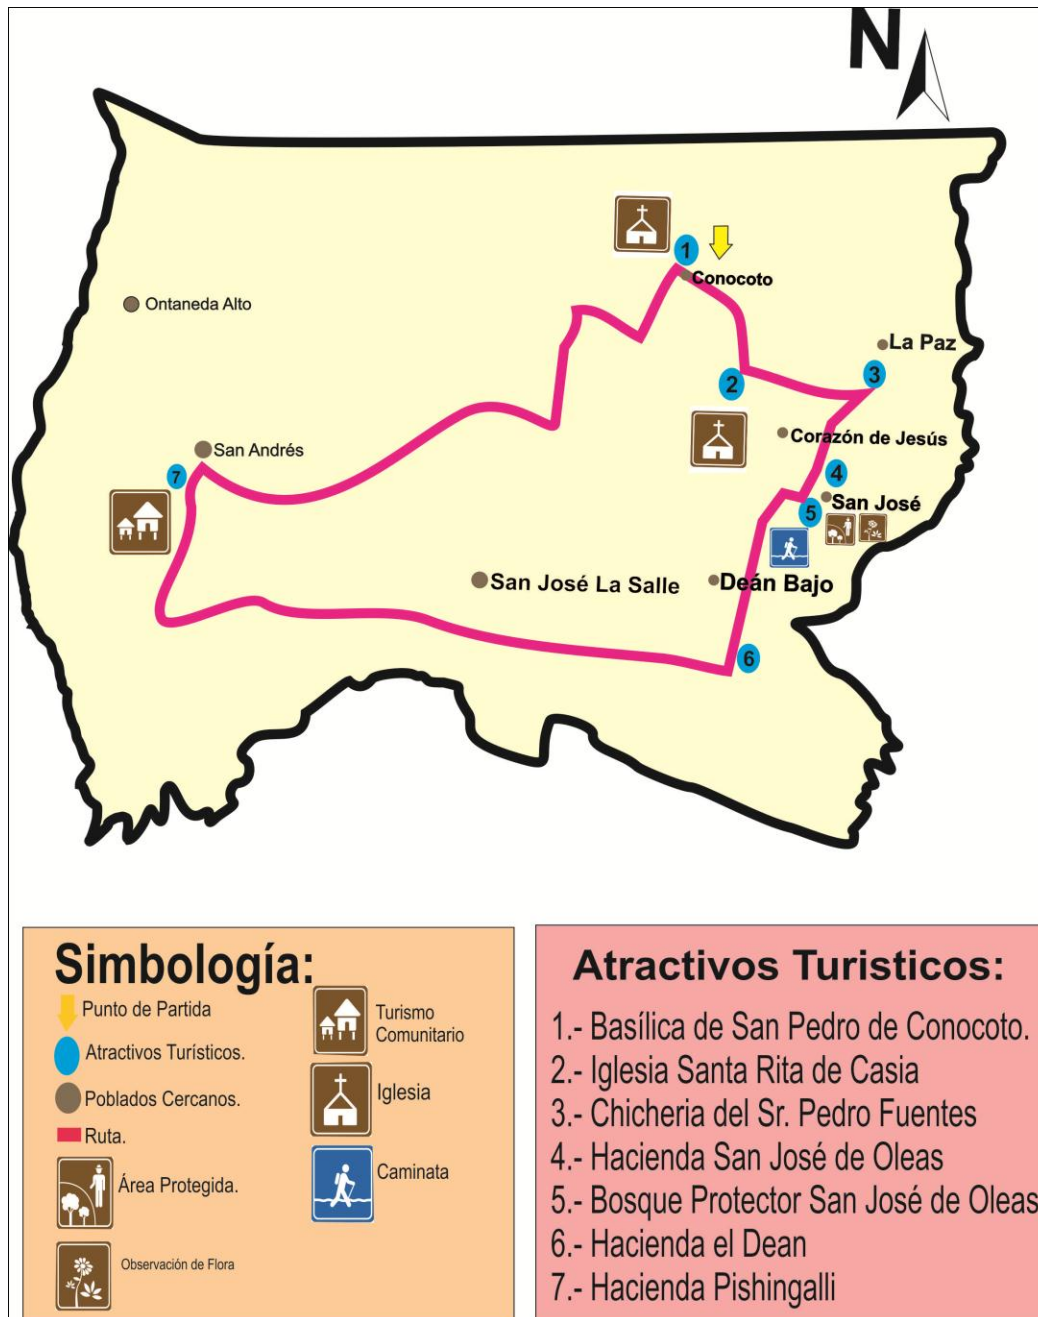 N
1
Conocoto
Ontaneda Alto
La Paz
2
3
Corazón de Jesús
San Andrés
7
4
San José
5
San José La Salle
Deán Bajo
6
Simbología:
Punto de Partida
Atractivos Turísticos.
Poblados Cercanos.
Ruta.
Área Protegida.
Observación de Flora
Turismo
Comunitario
Iglesia
Caminata
Atractivos Turisticos:
1.- Basílica de San Pedro de Conocoto.
2.- Iglesia Santa Rita de Casia
3.- Chicheria del Sr. Pedro Fuentes
4.- Hacienda San José de Oleas
5.- Bosque Protector San José de Oleas
6.- Hacienda el Dean
7.- Hacienda Pishingalli